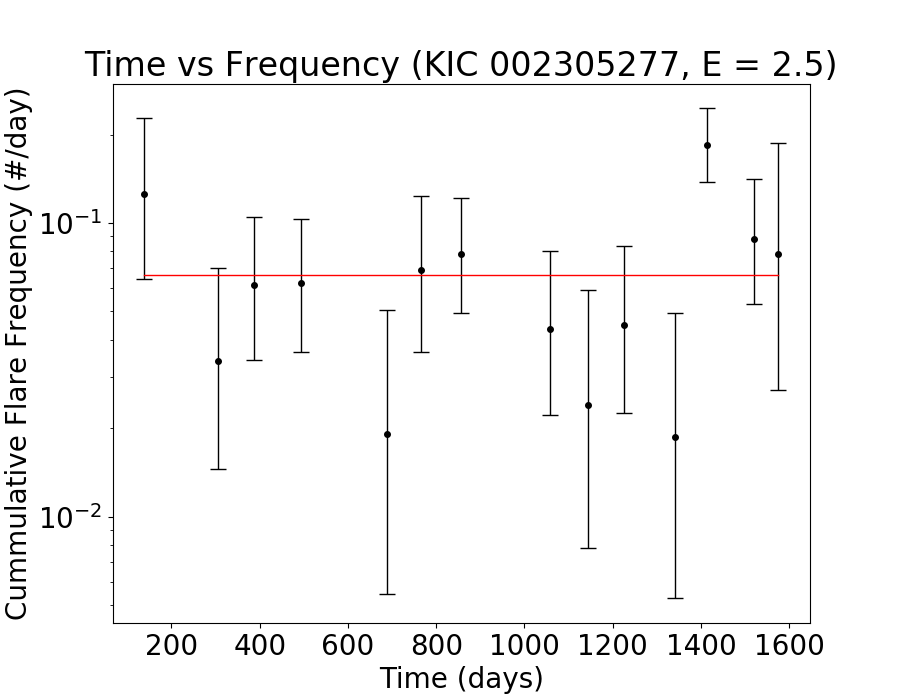 Time vs Frequency (KIC 002305277, E = 2.5)
Cummulative Flare Frequency (#/day)
10⁻¹
10⁻²
200 400 600 800 1000 1200 1400 1600
Time (days)